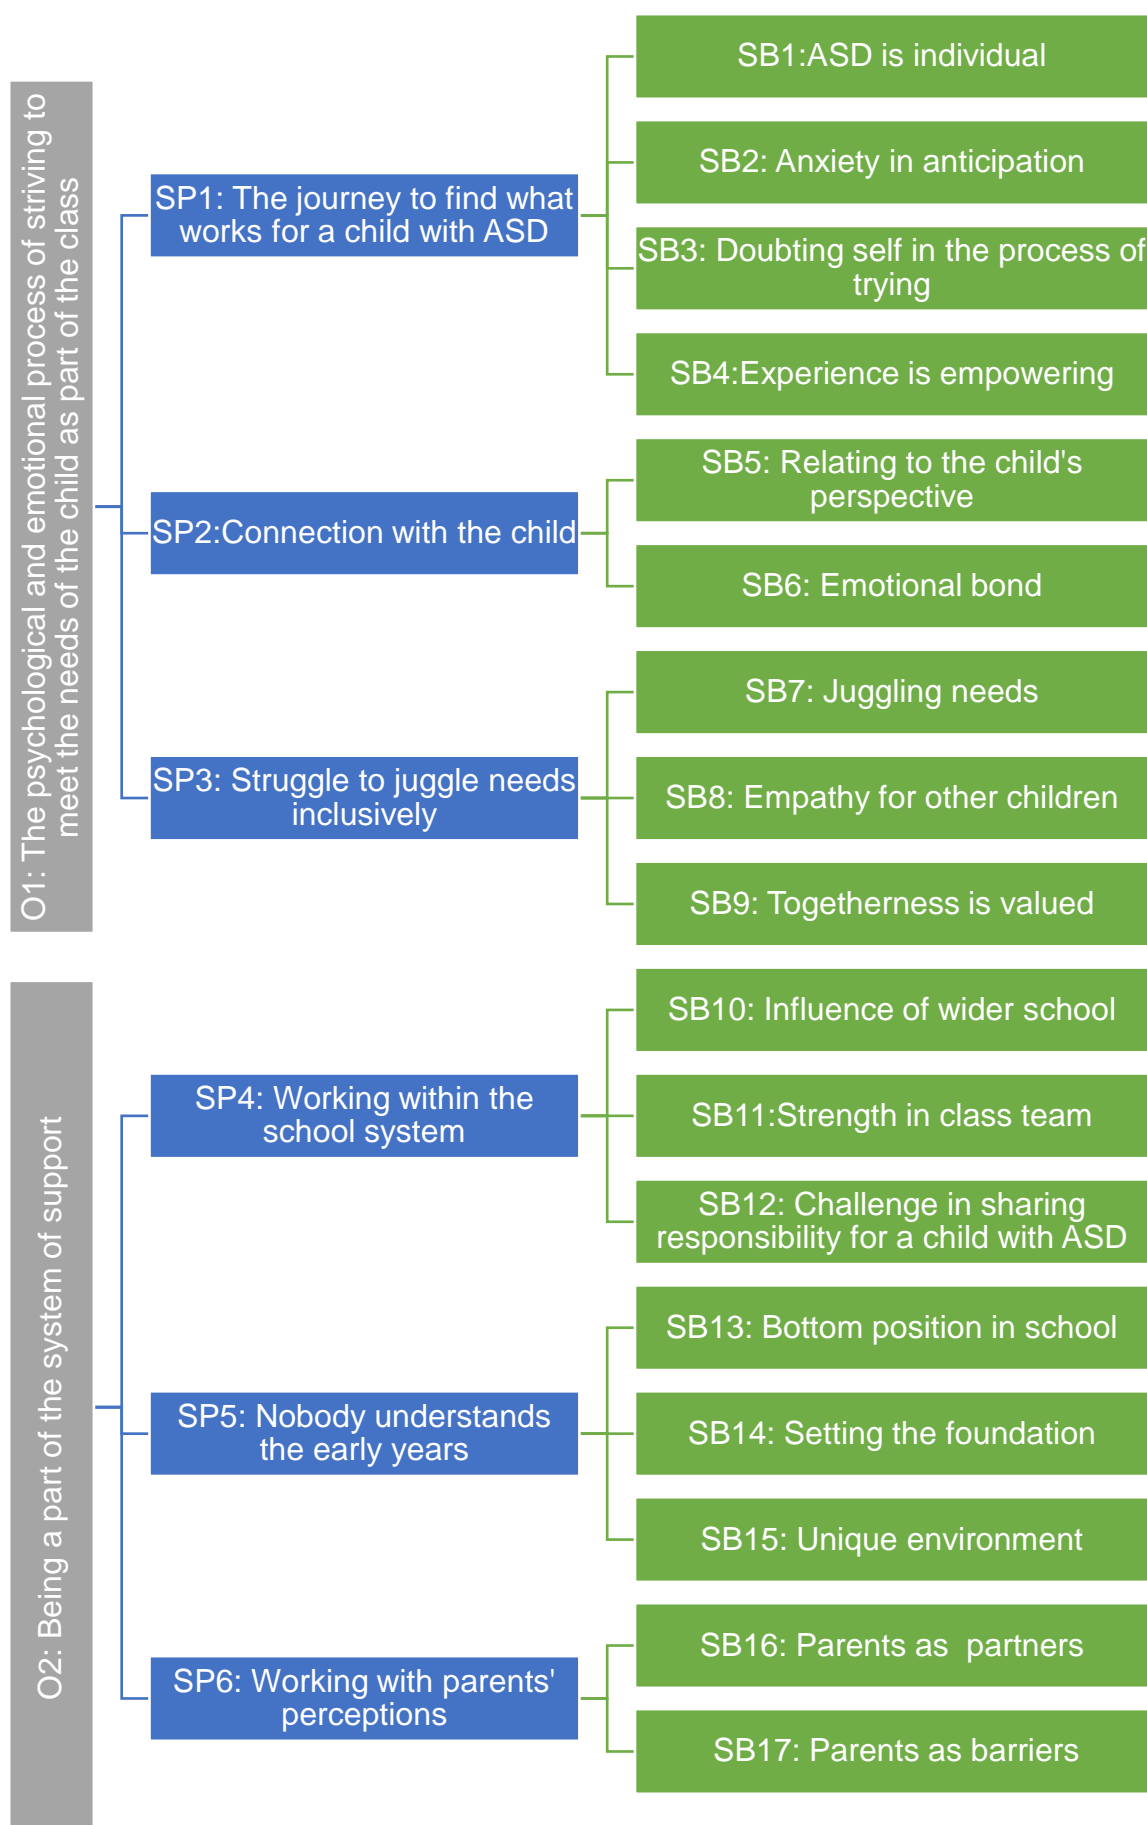 O1: The psychological and emotional process of striving to
meet the needs of the child as part of the class
SP1: The journey to find what
works for a child with ASD
SB1:ASD is individual
SB2: Anxiety in anticipation
SB3: Doubting self in the process of
trying
SB4:Experience is empowering
SP2:Connection with the child
SB5: Relating to the child's
perspective
SB6: Emotional bond
SP3: Struggle to juggle needs
inclusively
SB7: Juggling needs
SB8: Empathy for other children
SB9: Togetherness is valued
O2: Being a part of the system of support
SP4: Working within the
school system
SB10: Influence of wider school
SB11:Strength in class team
SB12: Challenge in sharing
responsibility for a child with ASD
SP5: Nobody understands
the early years
SB13: Bottom position in school
SB14: Setting the foundation
SB15: Unique environment
SP6: Working with parents'
perceptions
SB16: Parents as  partners
SB17: Parents as barriers